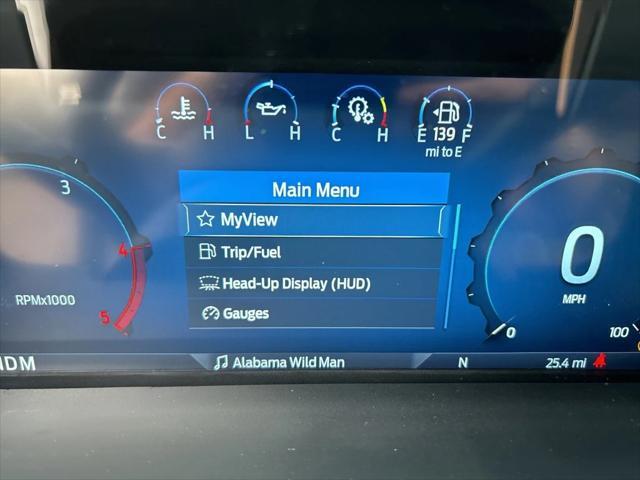 C H L H C H E 139 F
mi to E
Main Menu
MyView
Trip/Fuel
Head-Up Display (HUD)
Gauges
3
4
5
RPMx1000
0
MPH
0
100
Alabama Wild Man
N
25.4 mi